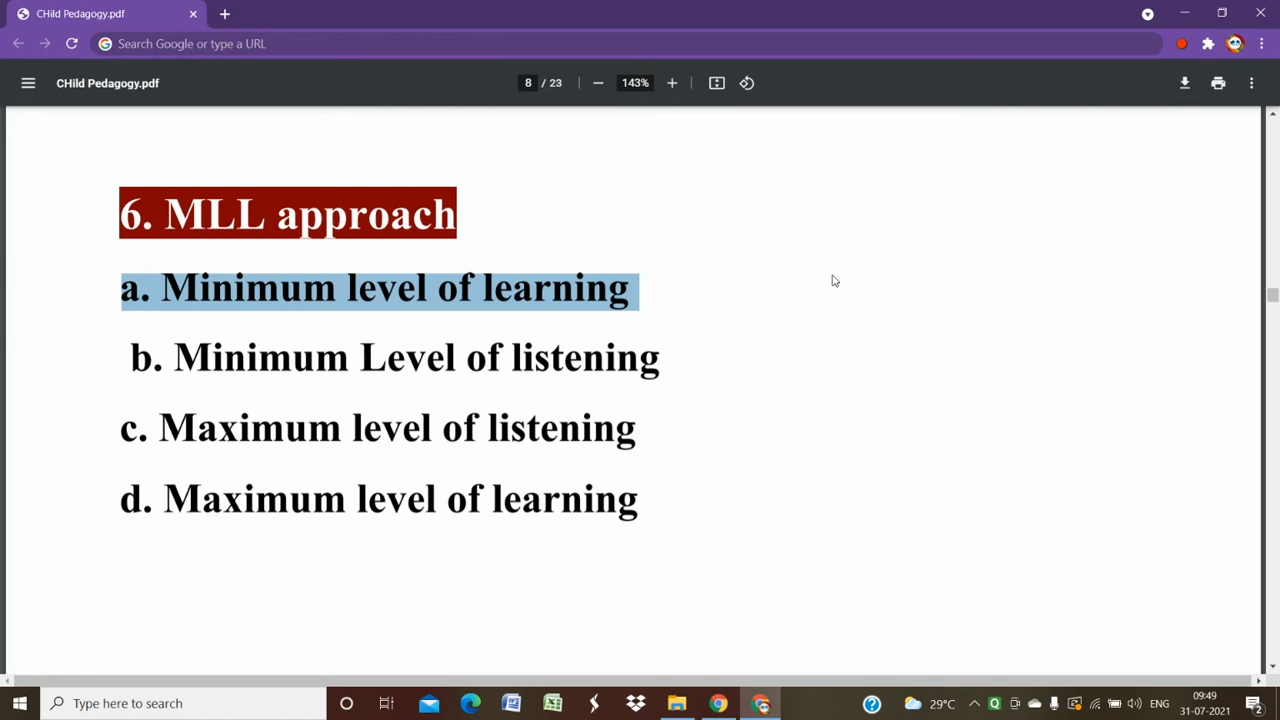 CHild Pedagogy.pdf
Search Google or type a URL
CHild Pedagogy.pdf
8 / 23
143%
6. MLL approach
a. Minimum level of learning
b. Minimum Level of listening
c. Maximum level of listening
d. Maximum level of learning
Type here to search
29°C
ENG
09:49
31-07-2021
2